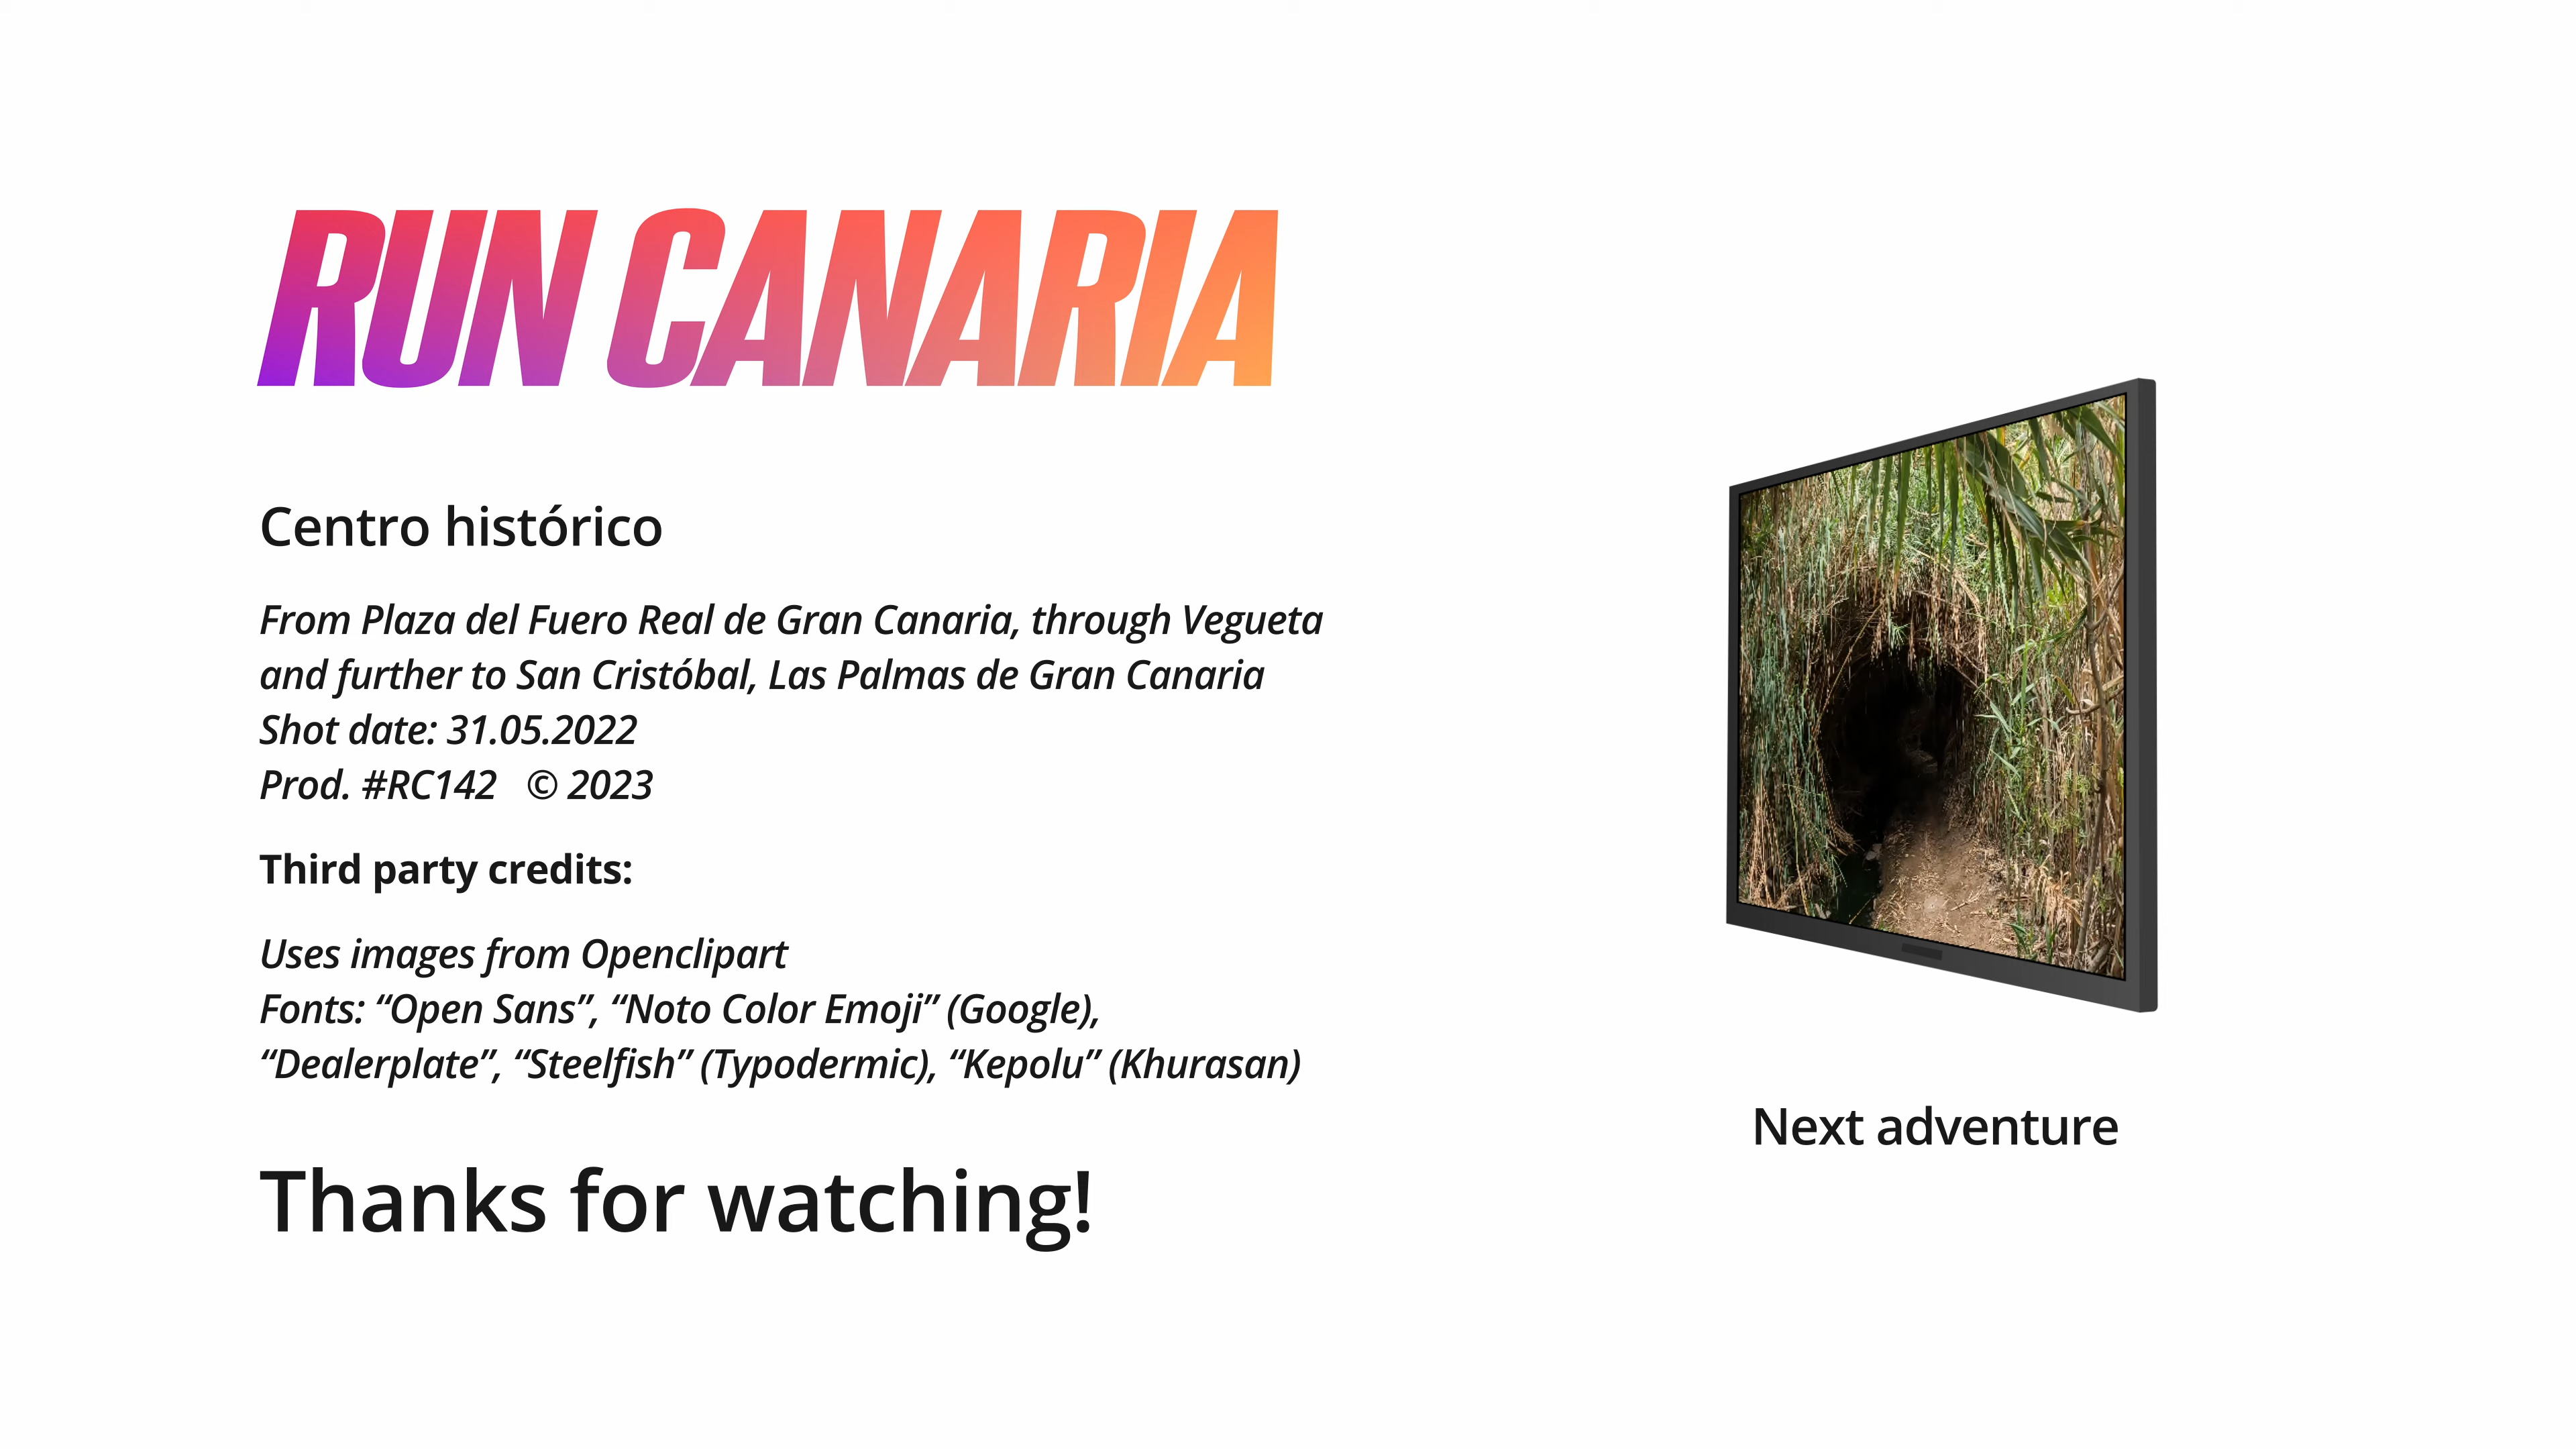 RUN CANARIA
Centro histórico
From Plaza del Fuero Real de Gran Canaria, through Vegueta
and further to San Cristóbal, Las Palmas de Gran Canaria
Shot date: 31.05.2022
Prod. #RC142   © 2023
Third party credits:
Uses images from Openclipart
Fonts: “Open Sans”, “Noto Color Emoji” (Google),
“Dealerplate”, “Steelfish” (Typodermic), “Kepolu” (Khurasan)
Thanks for watching!
Next adventure